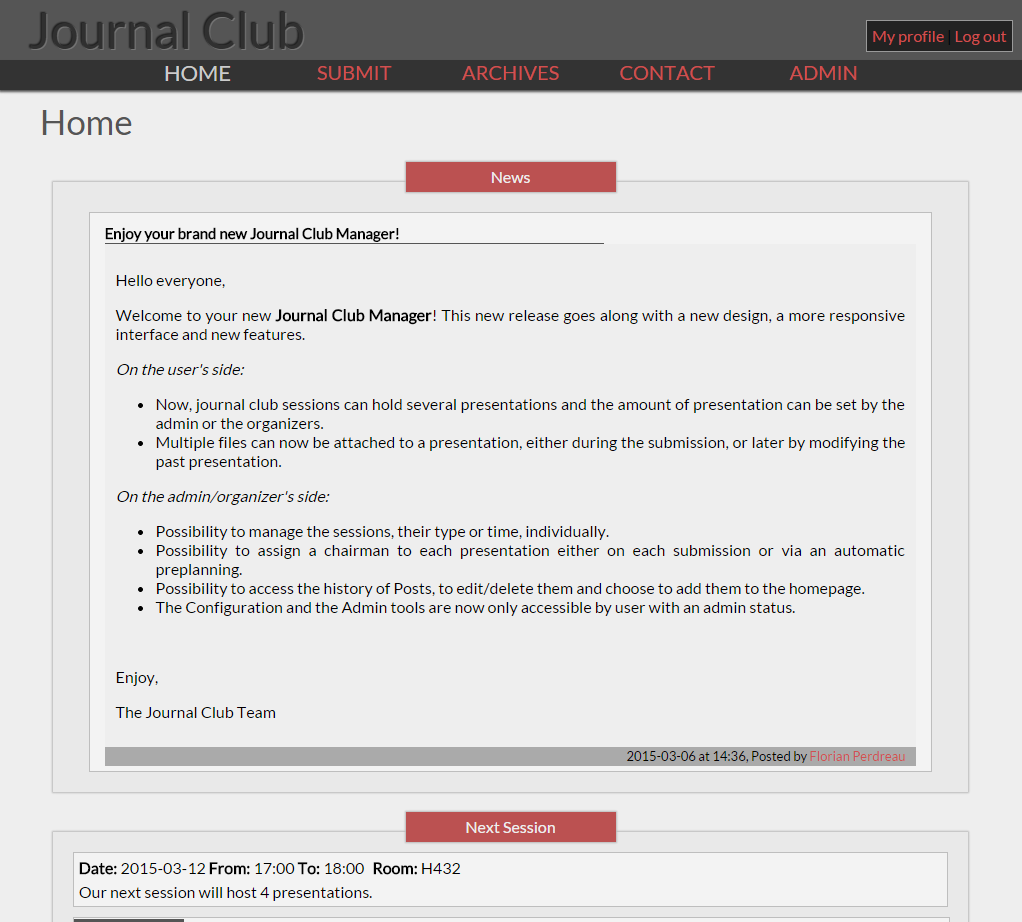 Journal Club
My profile | Log out
HOME SUBMIT ARCHIVES CONTACT ADMIN
Home
News
Enjoy your brand new Journal Club Manager!
Hello everyone,
Welcome to your new Journal Club Manager! This new release goes along with a new design, a more responsive
interface and new features.
On the user's side:
• Now, journal club sessions can hold several presentations and the amount of presentation can be set by the
admin or the organizers.
• Multiple files can now be attached to a presentation, either during the submission, or later by modifying the
past presentation.
On the admin/organizer's side:
• Possibility to manage the sessions, their type or time, individually.
• Possibility to assign a chairman to each presentation either on each submission or via an automatic
preplanning.
• Possibility to access the history of Posts, to edit/delete them and choose to add them to the homepage.
• The Configuration and the Admin tools are now only accessible by user with an admin status.
Enjoy,
The Journal Club Team
2015-03-06 at 14:36, Posted by Florian Perdreau
Next Session
Date: 2015-03-12 From: 17:00 To: 18:00 Room: H432
Our next session will host 4 presentations.